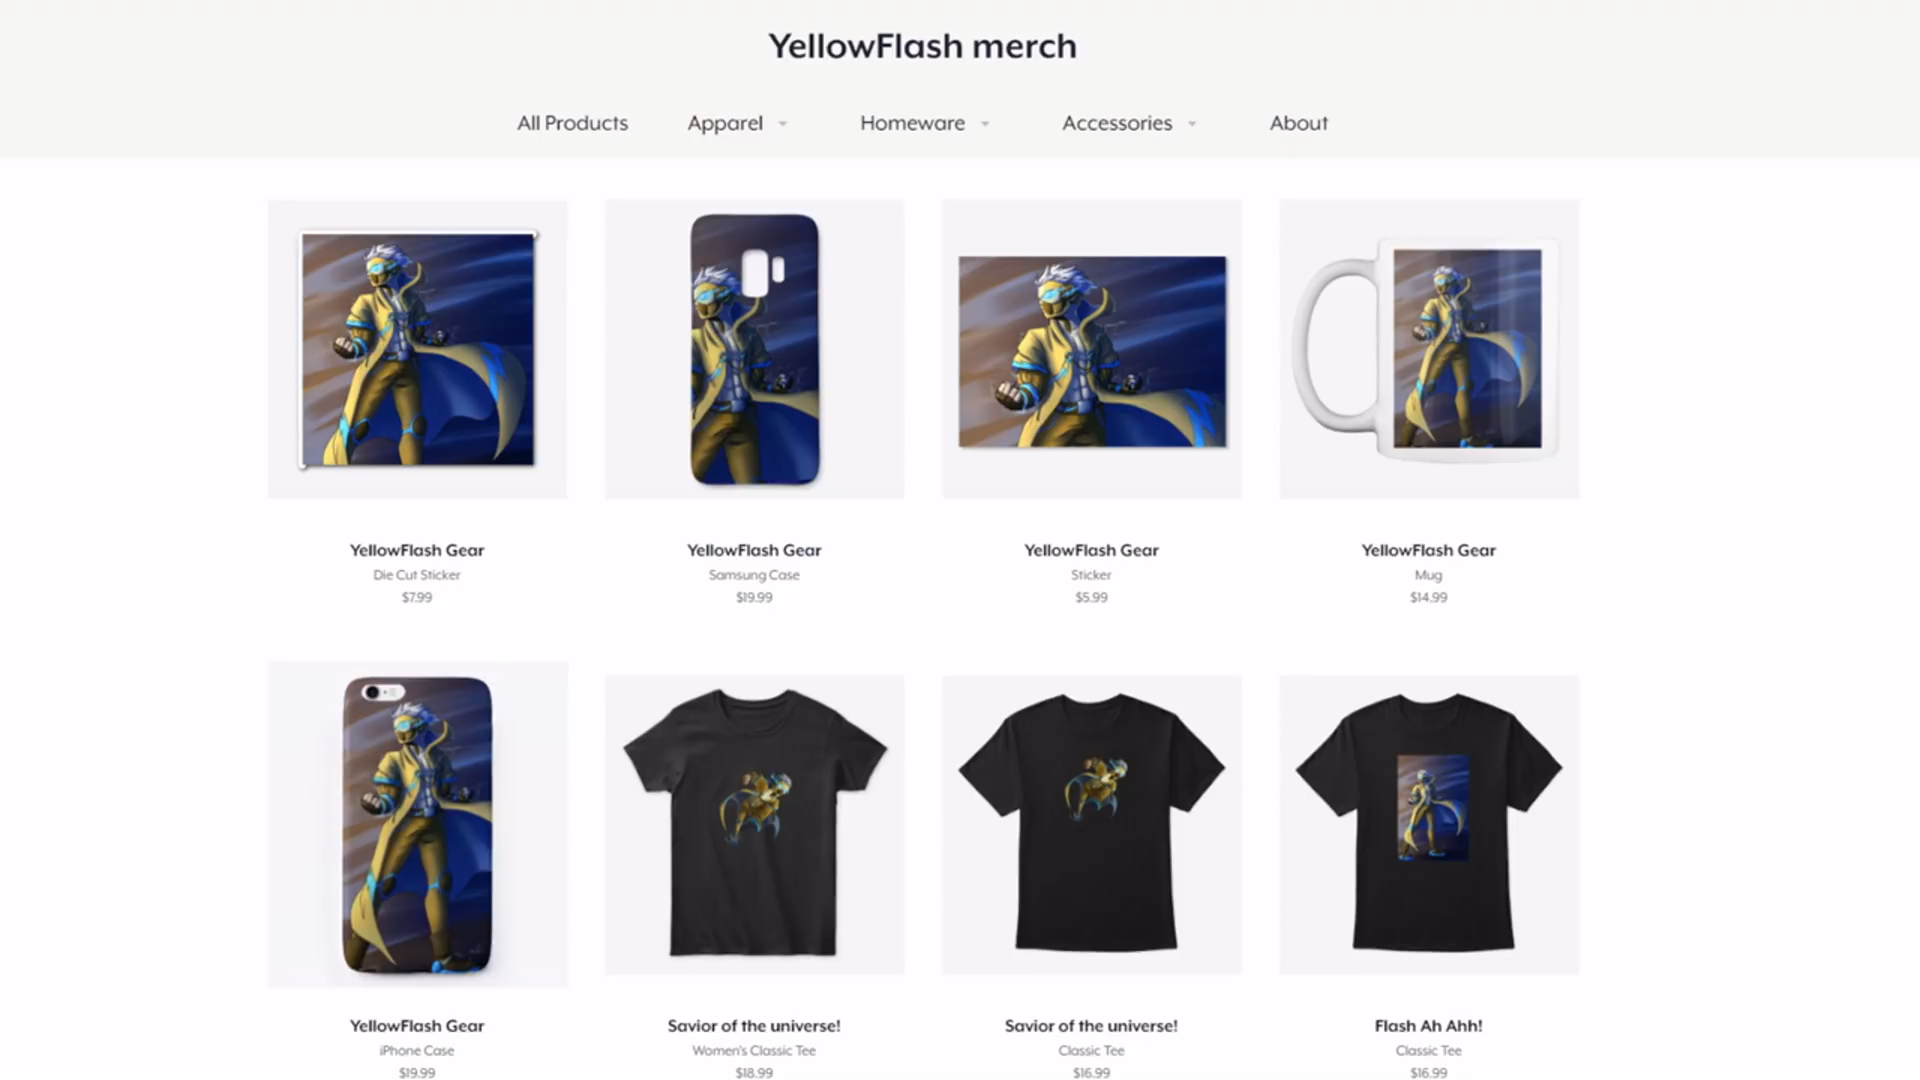 YellowFlash merch
All Products Apparel Homeware Accessories About
YellowFlash Gear
Die Cut Sticker
$7.99
YellowFlash Gear
Samsung Case
$19.99
YellowFlash Gear
Sticker
$5.99
YellowFlash Gear
Mug
$14.99
YellowFlash Gear
iPhone Case
$19.99
Savior of the universe!
Women's Classic Tee
$18.99
Savior of the universe!
Classic Tee
$16.99
Flash Ah Ahh!
Classic Tee
$16.99